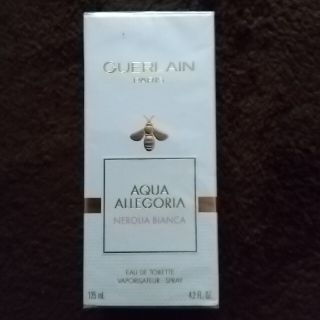 GUERLAIN
PARIS
AQUA
ALLEGORIA
NEROLIA BIANCA
EAU DE TOILETTE
VAPORISATEUR - SPRAY
125 mL 4.2 FL. OZ.